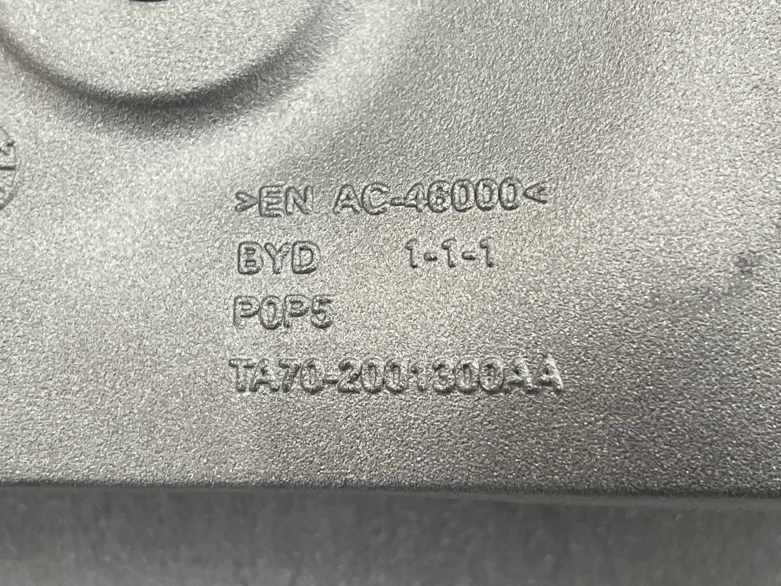 >EN AC-46000<
BYD 1-1-1
P0P5
TA70-2001300AA